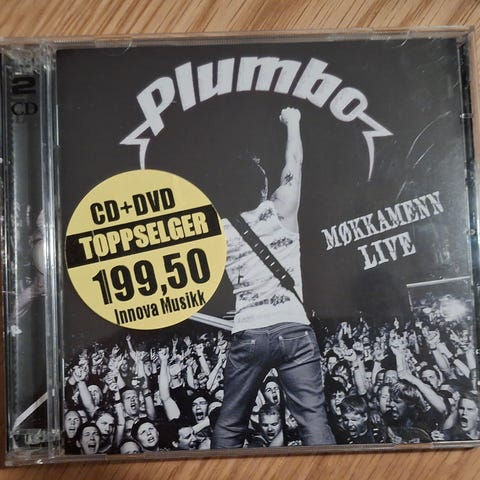 2
CD
Plumbo
MØKKAMENN
LIVE
CD+DVD
TOPPSELGER
199,50
Innova Musikk